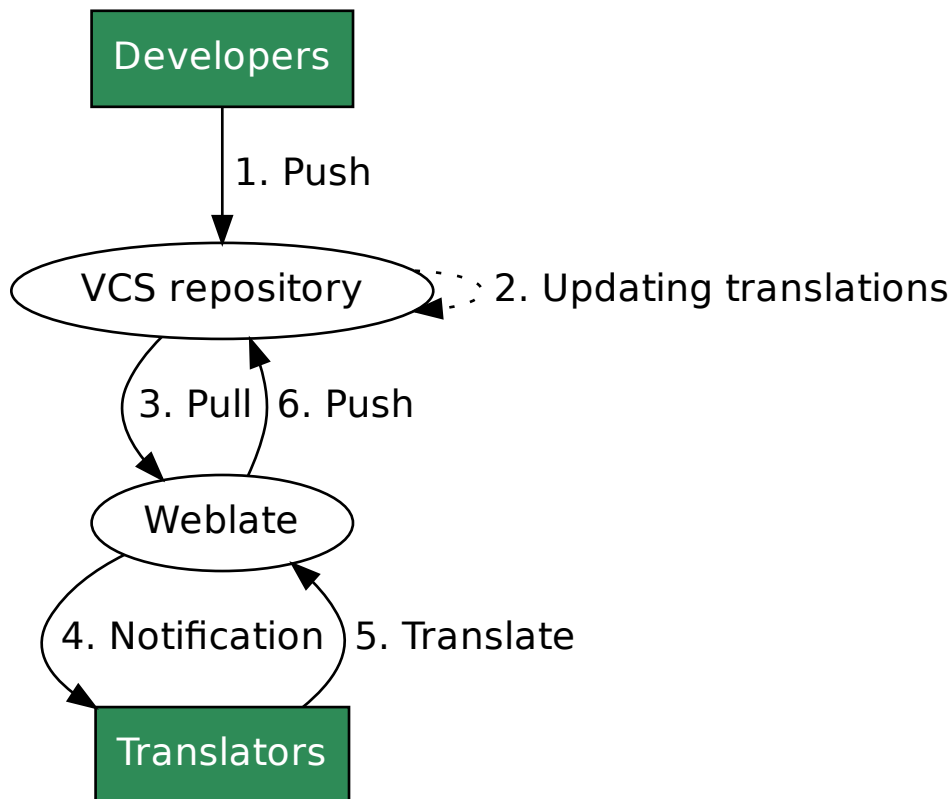 Developers
1. Push
VCS repository
2. Updating translations
3. Pull
6. Push
Weblate
4. Notification
5. Translate
Translators